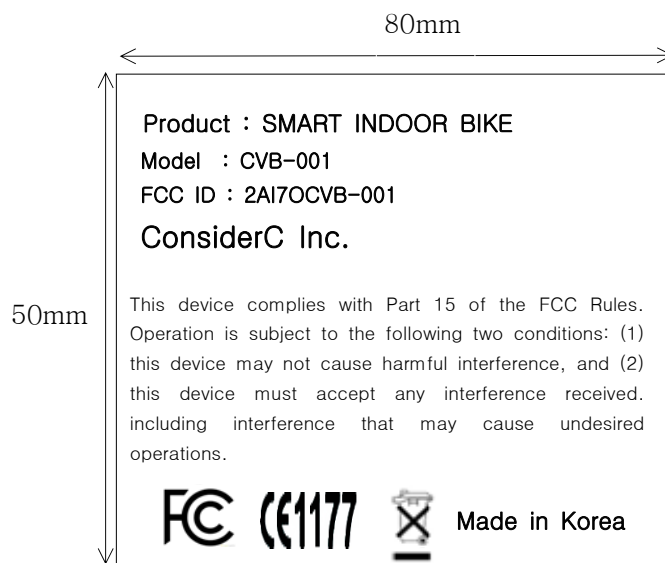 80mm
Product : SMART INDOOR BIKE
Model : CVB-001
FCC ID : 2AI7OCVB-001
ConsiderC Inc.
50mm
This device complies with Part 15 of the FCC Rules.
Operation is subject to the following two conditions: (1)
this device may not cause harmful interference, and (2)
this device must accept any interference received.
including interference that may cause undesired
operations.
FC CE1177 Made in Korea